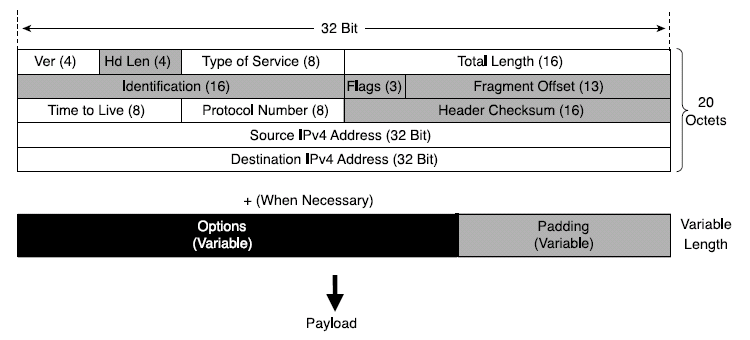 32 Bit
Ver (4) Hd Len (4) Type of Service (8) Total Length (16)
Identification (16) Flags (3) Fragment Offset (13)
Time to Live (8) Protocol Number (8) Header Checksum (16)
Source IPv4 Address (32 Bit)
Destination IPv4 Address (32 Bit)
20
Octets
+ (When Necessary)
Options
(Variable)
Padding
(Variable)
Variable
Length
Payload